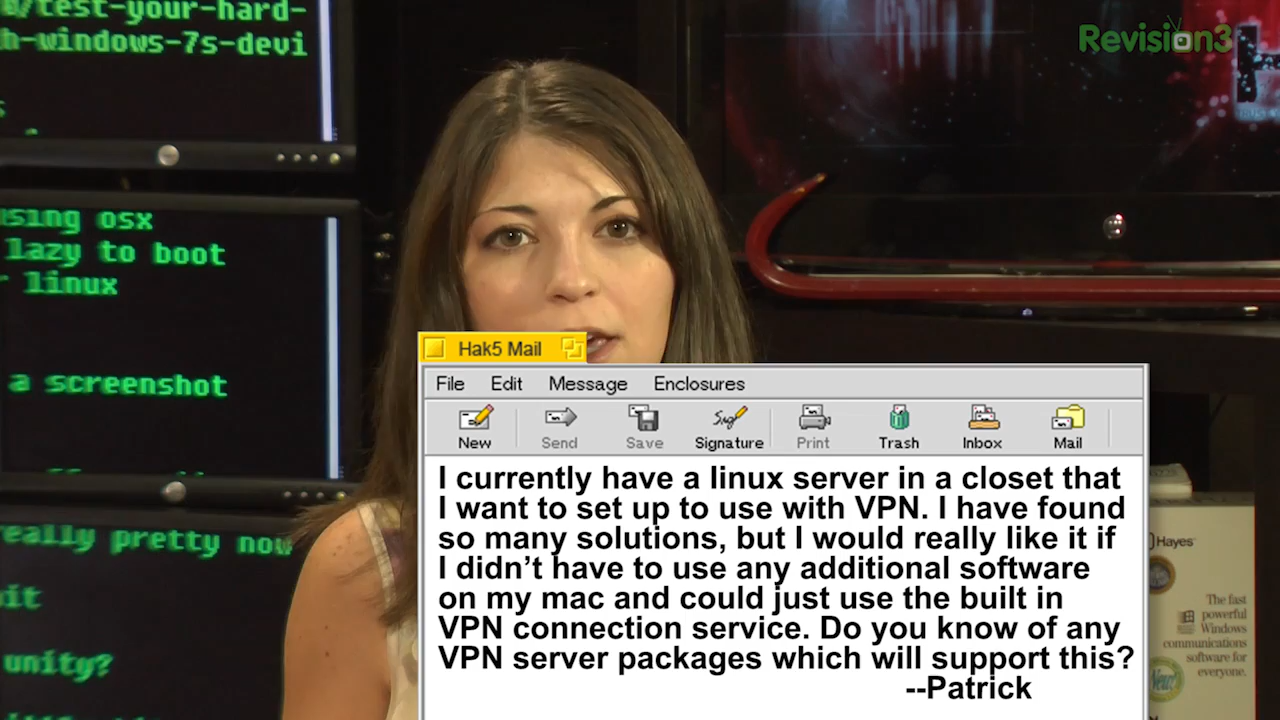 /test-your-hard-
h-windows-7s-devi
using osx
lazy to boot
linux
a screenshot
really pretty now
unity?
Revision3
Hak5 Mail
File Edit Message Enclosures
New Send Save Signature Print Trash Inbox Mail
I currently have a linux server in a closet that
I want to set up to use with VPN. I have found
so many solutions, but I would really like it if
I didn't have to use any additional software
on my mac and could just use the built in
VPN connection service. Do you know of any
VPN server packages which will support this?
--Patrick
Hayes
The fast
powerful
Windows
communications
software for
everyone.
New!